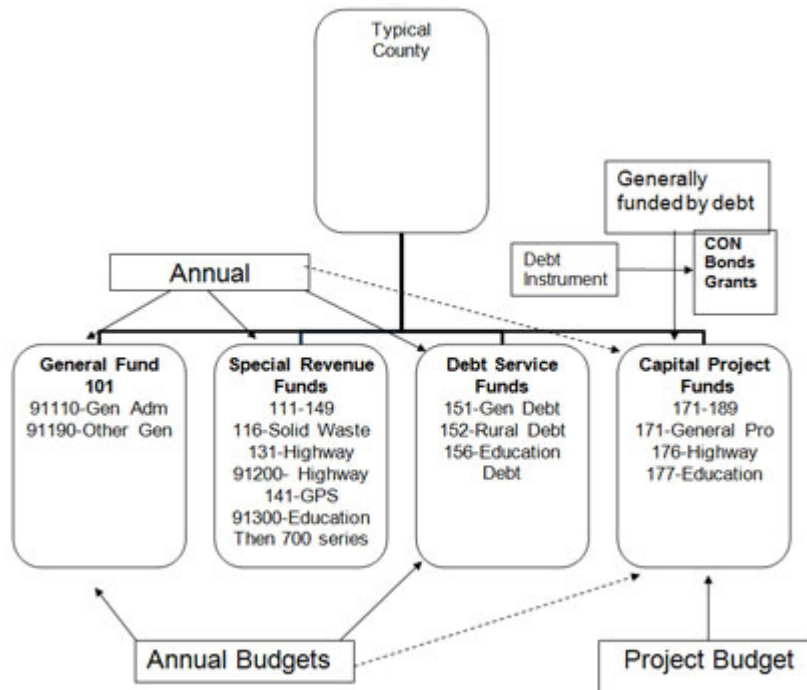 Typical
County
Generally
funded by debt
CON
Bonds
Grants
Debt
Instrument
Annual
General Fund
101
91110-Gen Adm
91190-Other Gen
Special Revenue
Funds
111-149
116-Solid Waste
131-Highway
91200- Highway
141-GPS
91300-Education
Then 700 series
Debt Service
Funds
151-Gen Debt
152-Rural Debt
156-Education
Debt
Capital Project
Funds
171-189
171-General Pro
176-Highway
177-Education
Annual Budgets
Project Budget